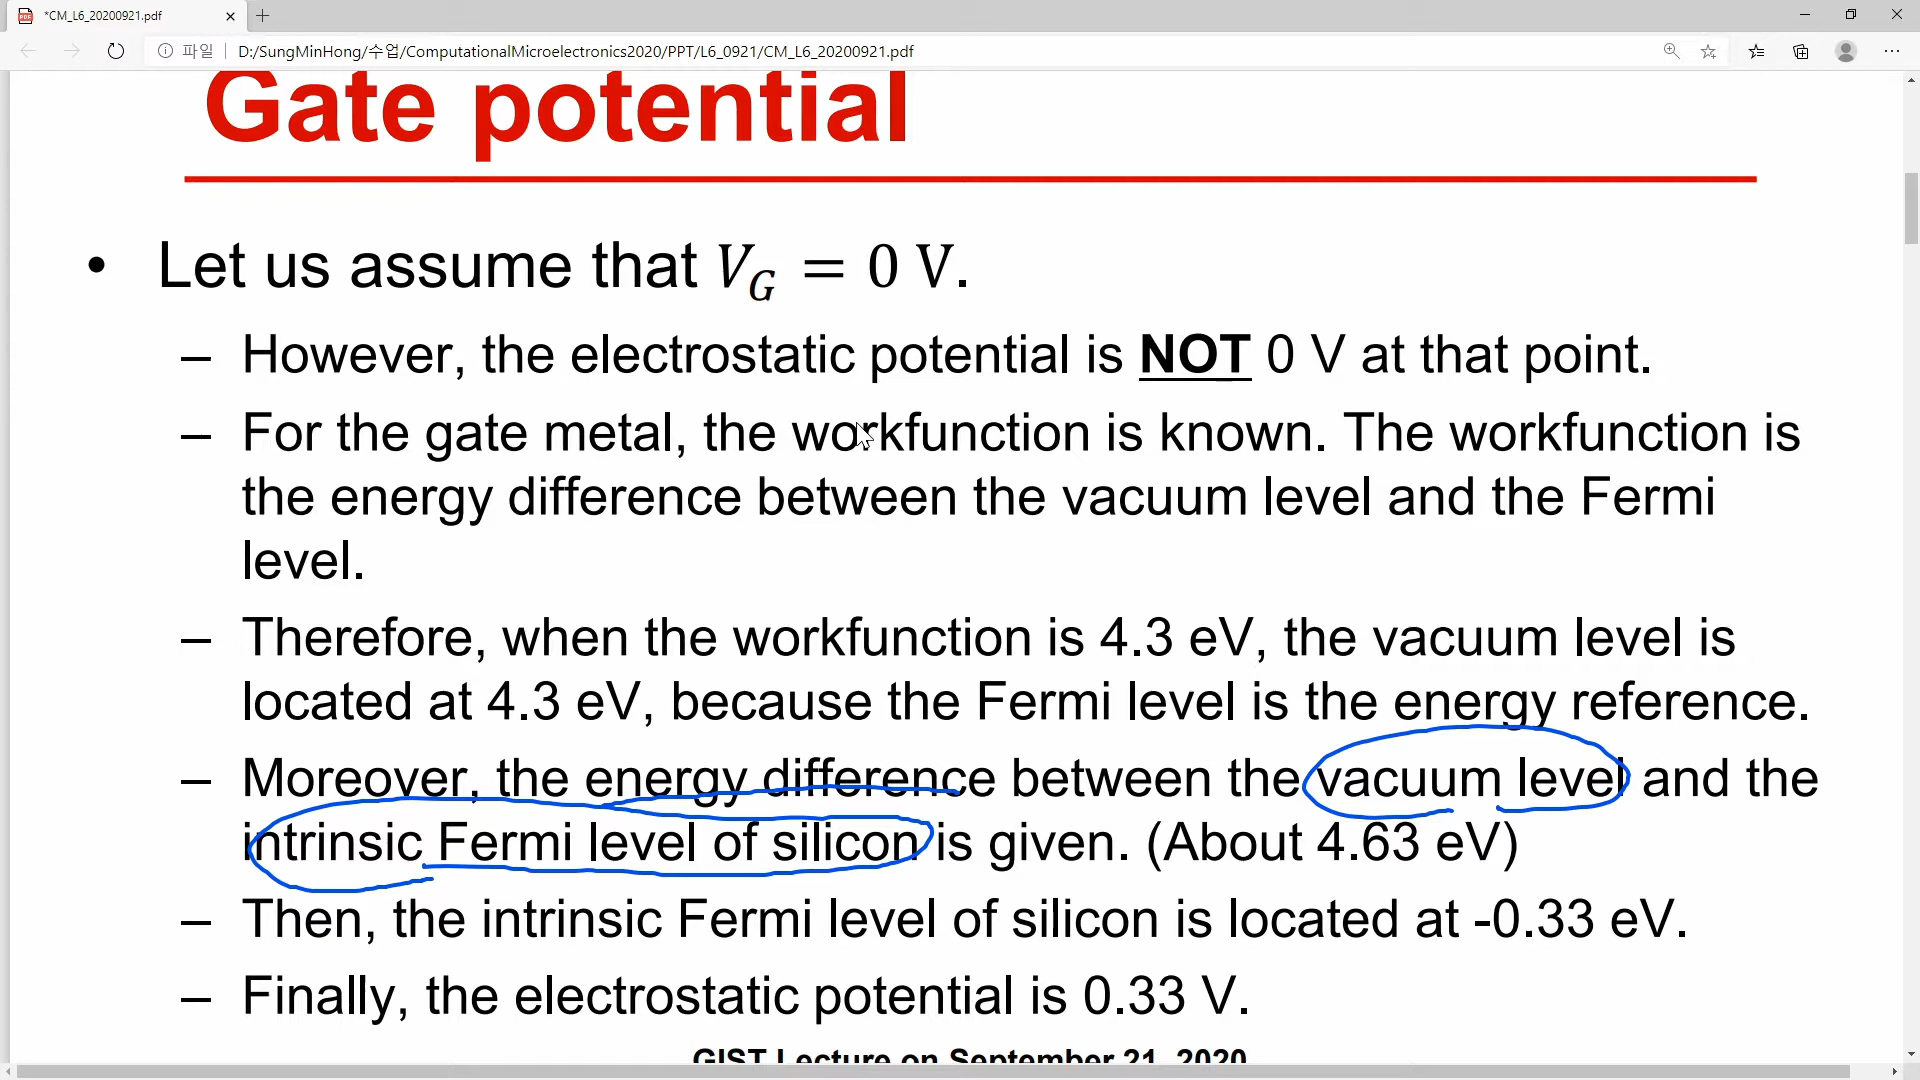 *CM_L6_20200921.pdf
파일 D:/SungMinHong/수업/ComputationalMicroelectronics2020/PPT/L6_0921/CM_L6_20200921.pdf
Gate potential
• Let us assume that V_G = 0 V.
– However, the electrostatic potential is NOT 0 V at that point.
– For the gate metal, the workfunction is known. The workfunction is
the energy difference between the vacuum level and the Fermi
level.
– Therefore, when the workfunction is 4.3 eV, the vacuum level is
located at 4.3 eV, because the Fermi level is the energy reference.
– Moreover, the energy difference between the vacuum level and the
intrinsic Fermi level of silicon is given. (About 4.63 eV)
– Then, the intrinsic Fermi level of silicon is located at -0.33 eV.
– Finally, the electrostatic potential is 0.33 V.
GIST Lecture on September 21, 2020